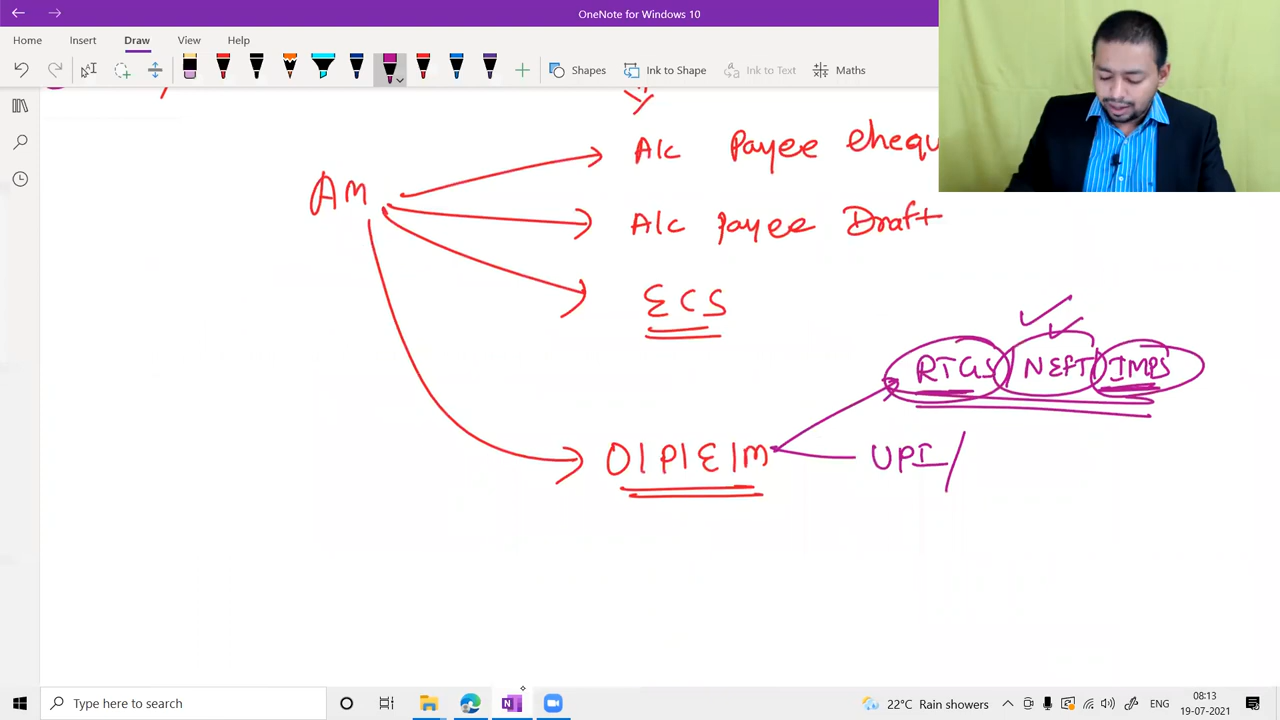 OneNote for Windows 10
Home Insert Draw View Help
Shapes Ink to Shape Ink to Text Maths
A/c Payee chequ
AM
A/c Payee Draft
ECS
RTGS / NEFT / IMPS
O|P|E|M
UPI /
Type here to search
22°C Rain showers ENG 08:13
19-07-2021